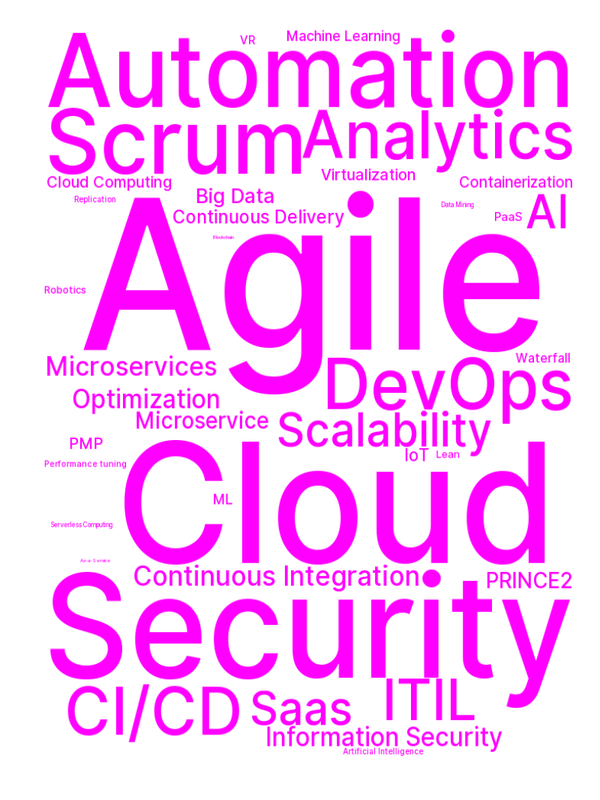 VR
Machine Learning
Automation
Scrum
Analytics
Virtualization
Cloud Computing
Containerization
Big Data
Replication
Data Mining
Continuous Delivery
PaaS
AI
Blockchain
Agile
Robotics
Microservices
Waterfall
DevOps
Optimization
Microservice
Scalability
PMP
IoT
Lean
Performance tuning
Cloud
ML
Serverless Computing
As-a-Service
Continuous Integration
PRINCE2
Security
CI/CD
Saas
ITIL
Information Security
Artificial Intelligence